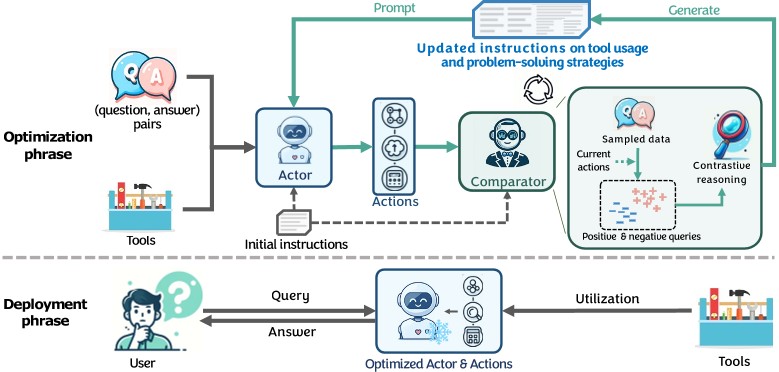 Prompt
Generate
Updated instructions on tool usage
and problem-solving strategies
Q A
(question, answer)
pairs
Optimization
phrase
Tools
Actor
Actions
Comparator
Initial instructions
Q A
Sampled data
Current
actions
Contrastive
reasoning
Positive & negative queries
Deployment
phrase
User
Query
Answer
Optimized Actor & Actions
Utilization
Tools